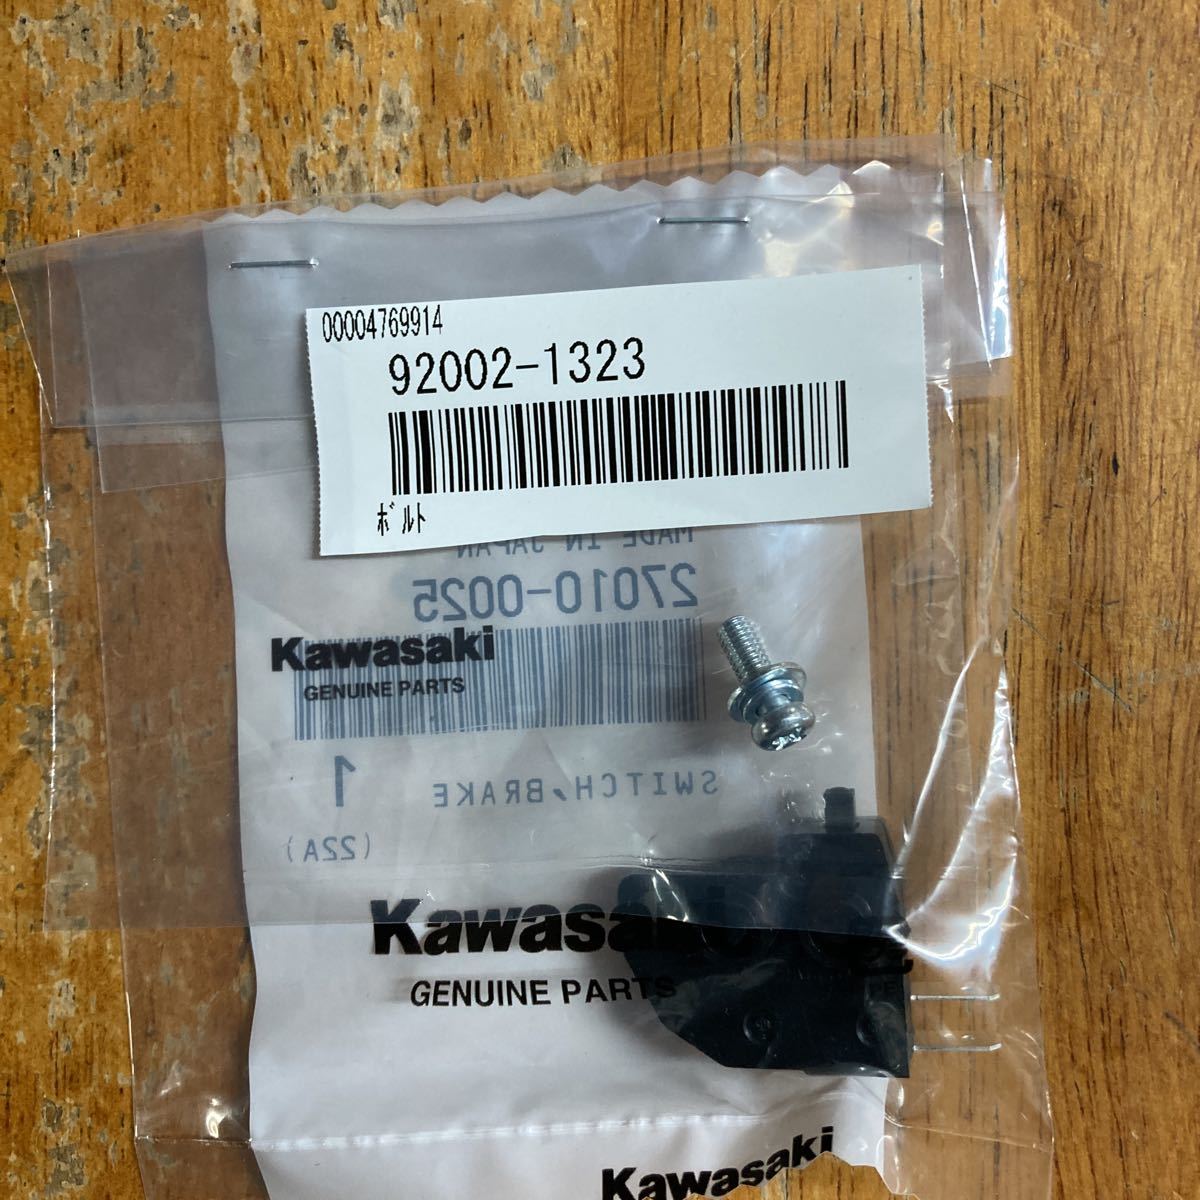 00004769914
92002-1323
ﾎﾞﾙﾄ
MADE IN JAPAN
27010-0025
Kawasaki
GENUINE PARTS
SWITCH,BRAKE 1
(22A)
Kawasaki
GENUINE PARTS
Kawasaki